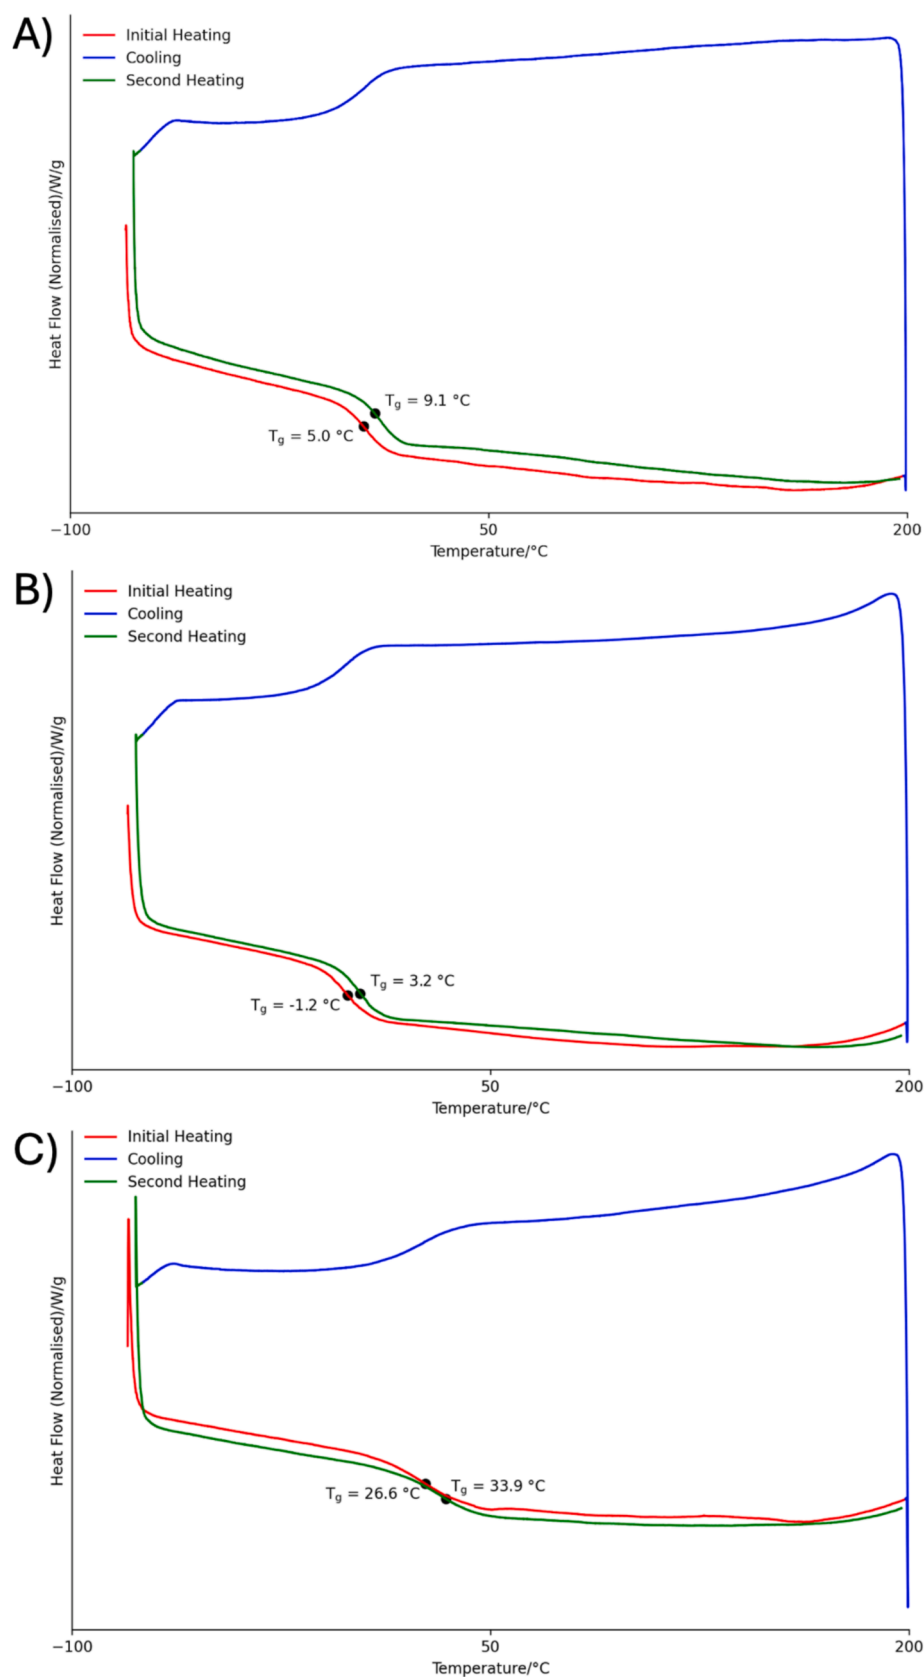 A)
Initial Heating
Cooling
Second Heating
Heat Flow (Normalised)/W/g
Tg = 9.1 °C
Tg = 5.0 °C
−100
50
200
Temperature/°C
B)
Initial Heating
Cooling
Second Heating
Heat Flow (Normalised)/W/g
Tg = 3.2 °C
Tg = -1.2 °C
−100
50
200
Temperature/°C
C)
Initial Heating
Cooling
Second Heating
Heat Flow (Normalised)/W/g
Tg = 33.9 °C
Tg = 26.6 °C
−100
50
200
Temperature/°C